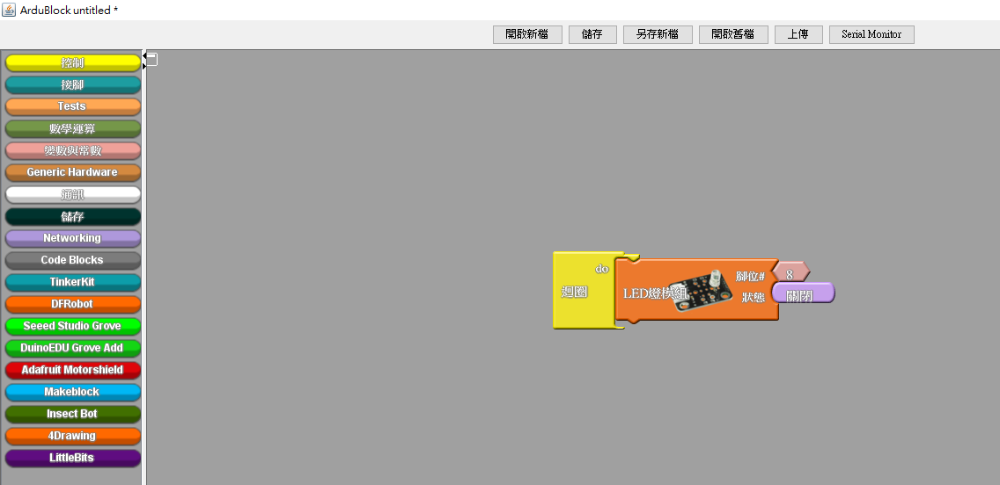 ArduBlock untitled *
開啟新檔 儲存 另存新檔 開啟舊檔 上傳 Serial Monitor
控制
接腳
Tests
數學運算
變數與常數
Generic Hardware
通訊
儲存
Networking
Code Blocks
TinkerKit
DFRobot
Seeed Studio Grove
DuinoEDU Grove Add
Adafruit Motorshield
Makeblock
Insect Bot
4Drawing
LittleBits
do
迴圈
LED燈模組
腳位# 8
狀態 關閉